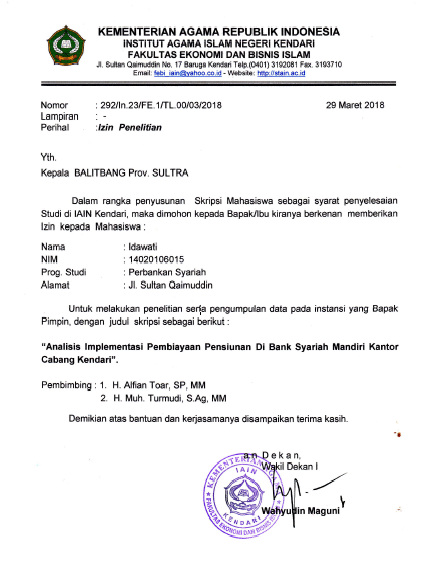 KEMENTERIAN AGAMA REPUBLIK INDONESIA
INSTITUT AGAMA ISLAM NEGERI KENDARI
FAKULTAS EKONOMI DAN BISNIS ISLAM
Jl. Sultan Qaimuddin No. 17 Baruga Kendari Telp.(O401) 3192081 Fax. 3193710
Email: febi_iain@yahoo.co.id - Website: http://stain.ac.id
Nomor : 292/In.23/FE.1/TL.00/03/2018 29 Maret 2018
Lampiran : -
Perihal :Izin Penelitian
Yth.
Kepala BALITBANG Prov. SULTRA
Dalam rangka penyusunan Skripsi Mahasiswa sebagai syarat penyelesaian
Studi di IAIN Kendari, maka dimohon kepada Bapak/Ibu kiranya berkenan memberikan
Izin kepada Mahasiswa :
Nama : Idawati
NIM : 14020106015
Prog. Studi : Perbankan Syariah
Alamat : Jl. Sultan Qaimuddin
Untuk melakukan penelitian serta pengumpulan data pada instansi yang Bapak
Pimpin, dengan judul skripsi sebagai berikut :
“Analisis Implementasi Pembiayaan Pensiunan Di Bank Syariah Mandiri Kantor
Cabang Kendari”.
Pembimbing : 1. H. Alfian Toar, SP, MM
2. H. Muh. Turmudi, S.Ag, MM
Demikian atas bantuan dan kerjasamanya disampaikan terima kasih.
a.n Dekan,
Wakil Dekan I
KEMENTERIAN AGAMA
IAIN
KENDARI
FAKULTAS EKONOMI DAN BISNIS ISLAM
Wahyudin Maguni